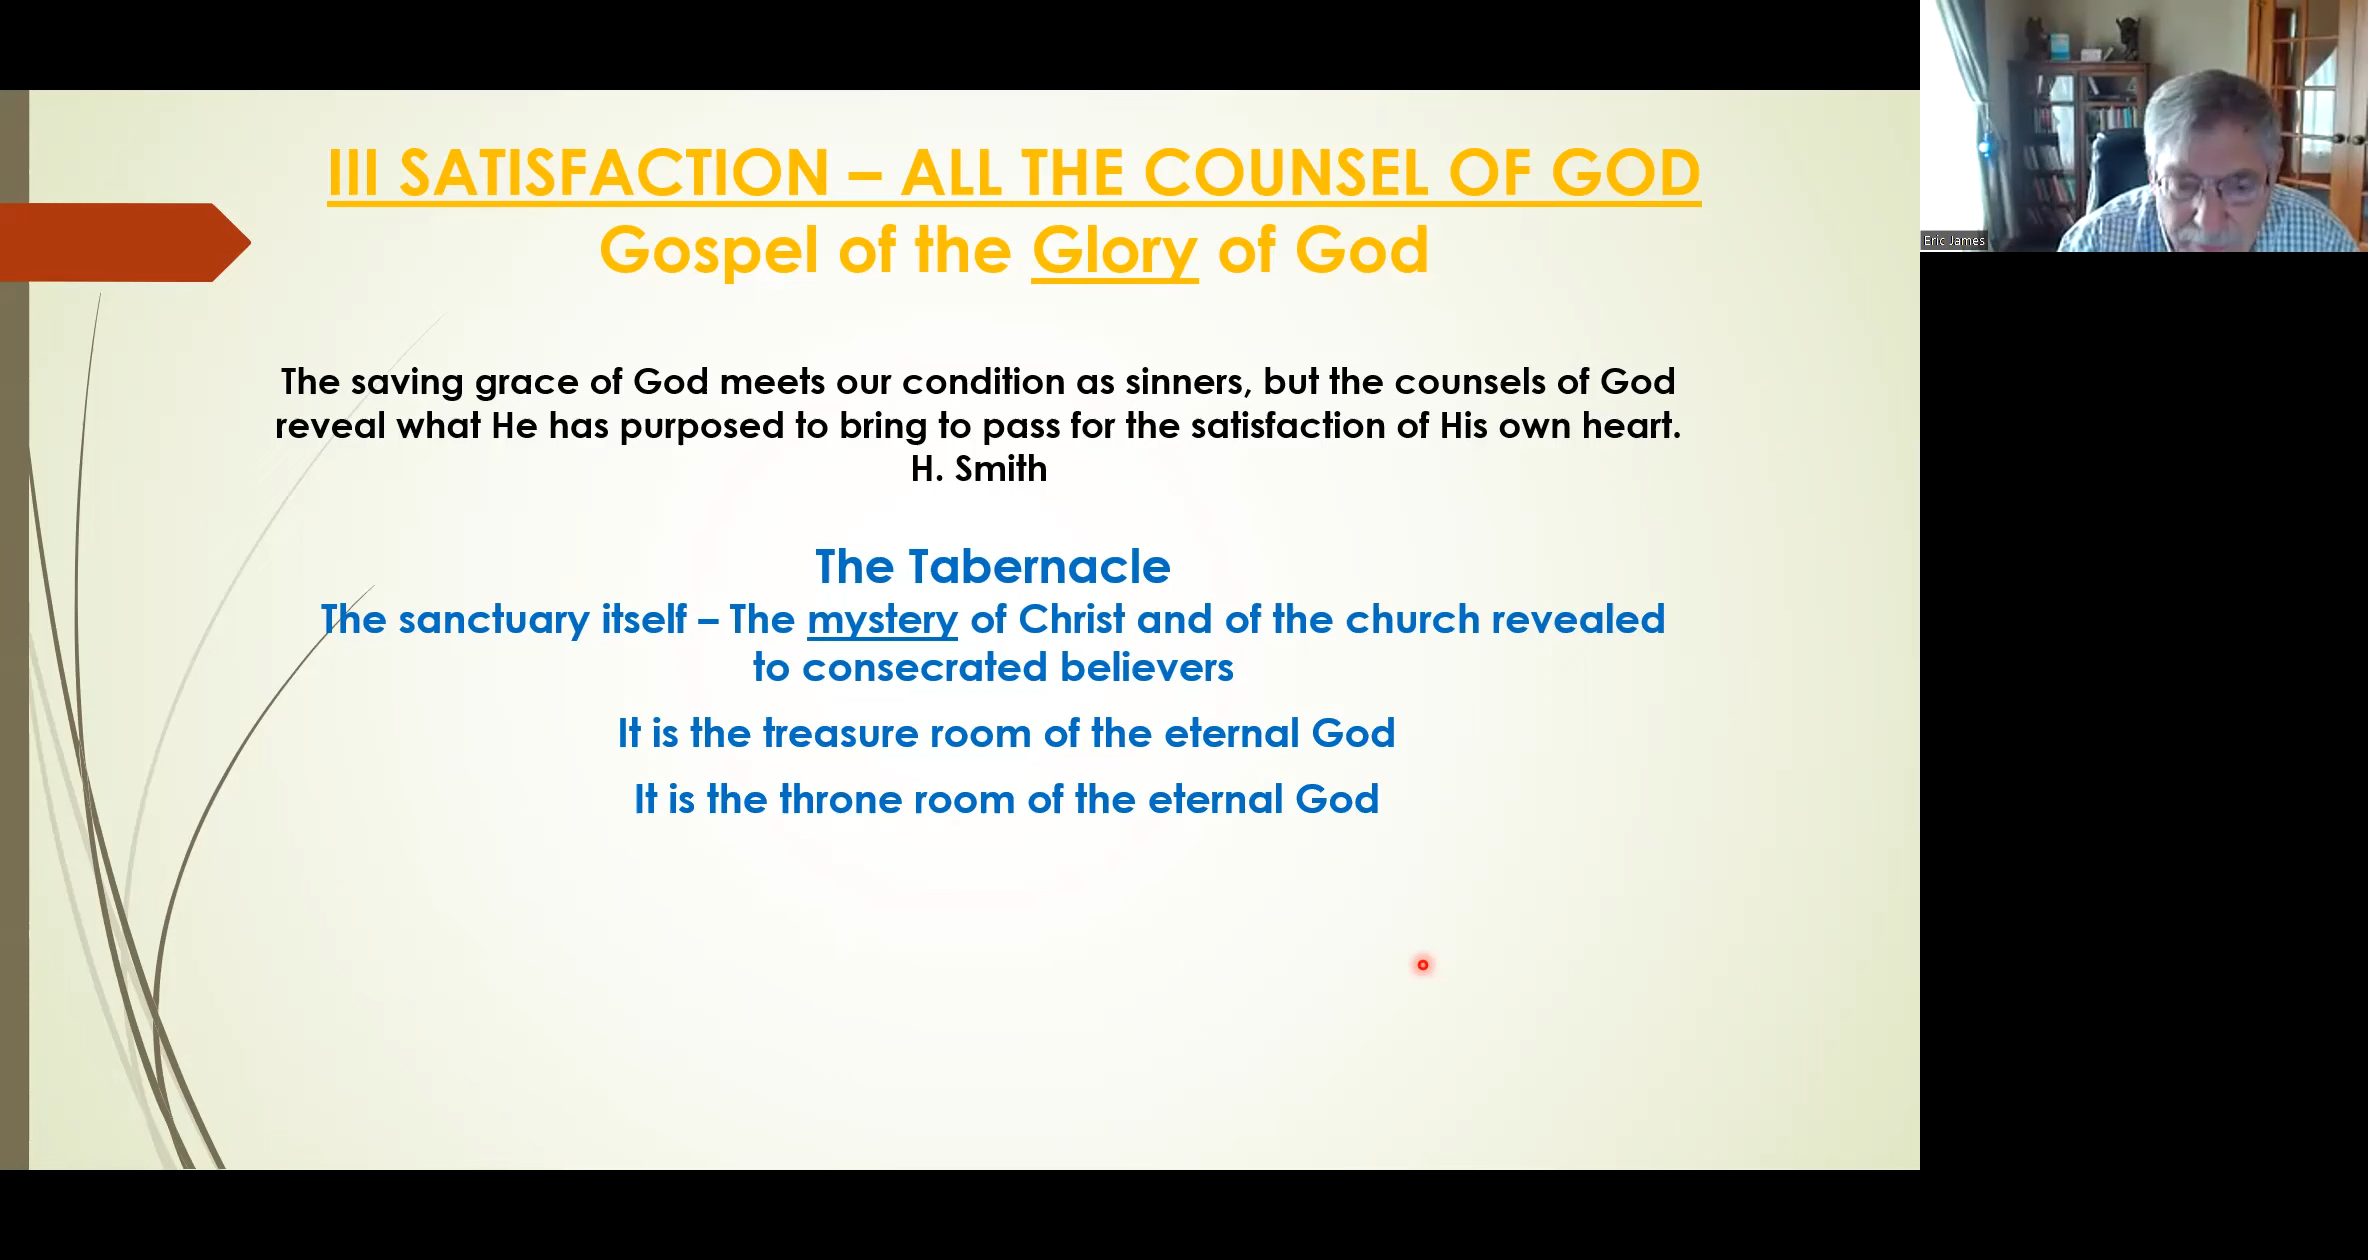 III SATISFACTION – ALL THE COUNSEL OF GOD
Gospel of the Glory of God
The saving grace of God meets our condition as sinners, but the counsels of God
reveal what He has purposed to bring to pass for the satisfaction of His own heart.
H. Smith
The Tabernacle
The sanctuary itself – The mystery of Christ and of the church revealed
to consecrated believers
It is the treasure room of the eternal God
It is the throne room of the eternal God
Eric James